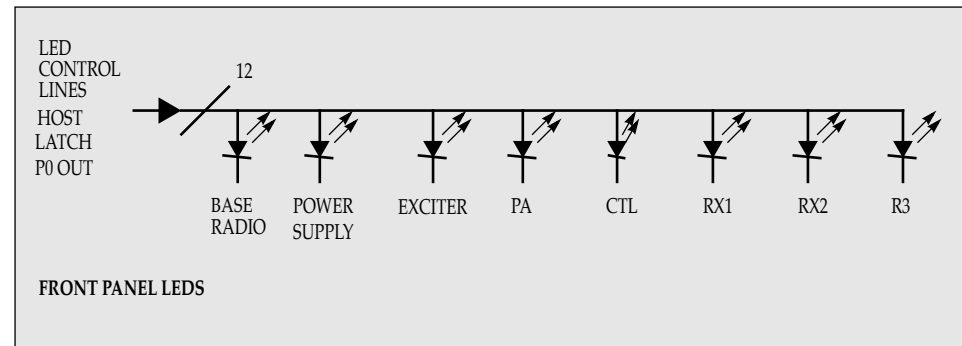 LED
CONTROL
LINES
HOST
LATCH
P0 OUT
12
BASE
RADIO
POWER
SUPPLY
EXCITER
PA
CTL
RX1
RX2
R3
FRONT PANEL LEDS